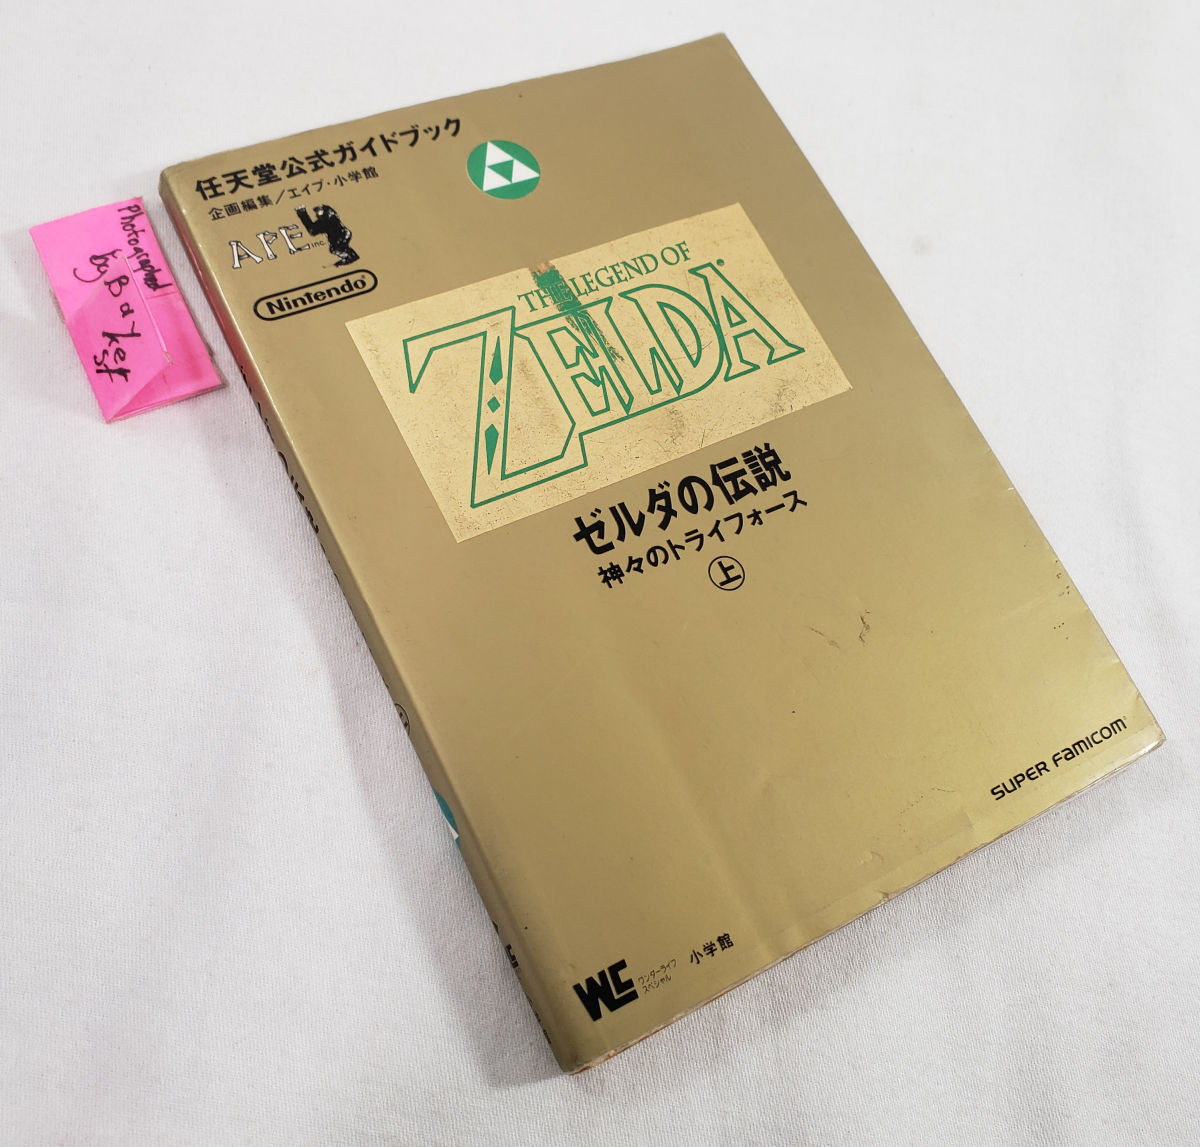 任天堂公式ガイドブック
企画編集/エイプ・小学館
APE inc.
Nintendo®
Photographed
by Bayker
st
THE LEGEND OF
ZELDA®
ゼルダの伝説
神々のトライフォース
上
SUPER FAMICOM
WLS
ワンダーライフ
スペシャル
小学館